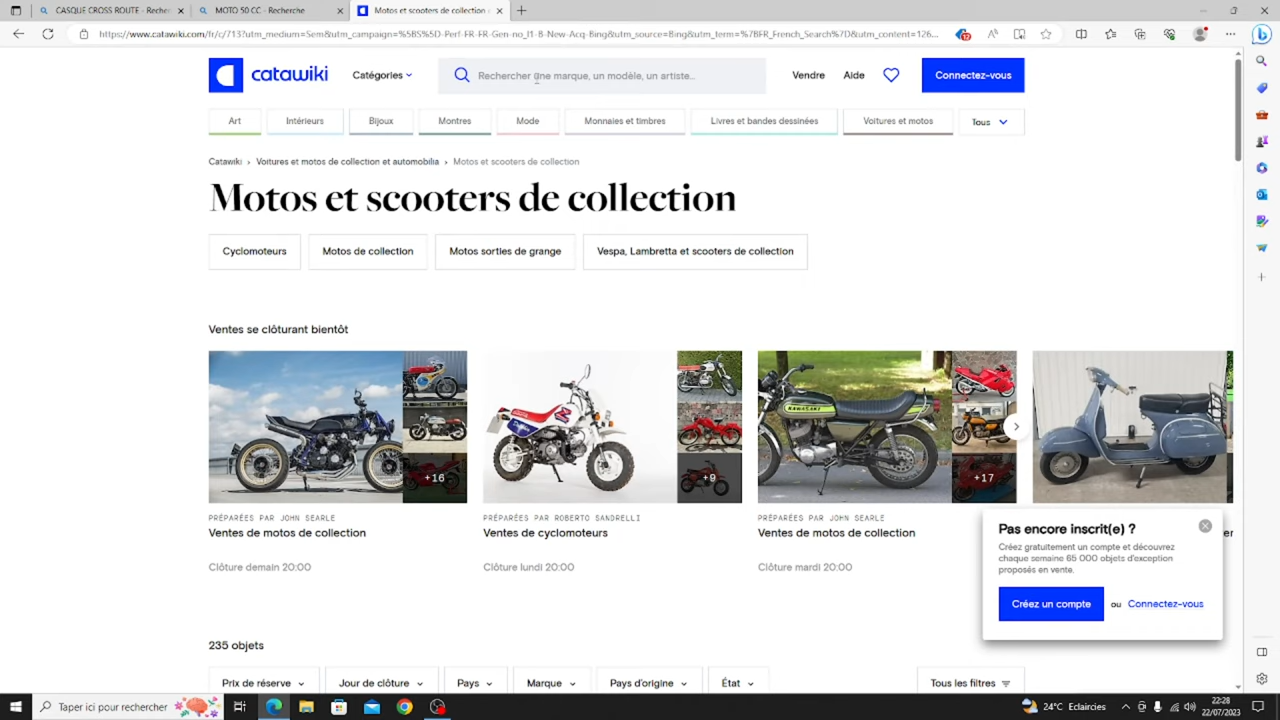 CASQUE CROSS ROUTE - Recher
MOTO 50 CC - Recherche
Motos et scooters de collection
https://www.catawiki.com/fr/c/713?utm_medium=Sem&utm_campaign=%5BS%5D-Perf-FR-FR-Gen-no_l1-B-New-Acq-Bing&utm_source=Bing&utm_term=%7BFR_French_Search%7D&utm_content=126...
catawiki
Catégories
Rechercher une marque, un modèle, un artiste...
Vendre
Aide
Connectez-vous
Art
Intérieurs
Bijoux
Montres
Mode
Monnaies et timbres
Livres et bandes dessinées
Voitures et motos
Tous
Catawiki › Voitures et motos de collection et automobilia › Motos et scooters de collection
Motos et scooters de collection
Cyclomoteurs
Motos de collection
Motos sorties de grange
Vespa, Lambretta et scooters de collection
Ventes se clôturant bientôt
KAWASAKI
+16
+9
+17
PRÉPARÉES PAR JOHN SEARLE
Ventes de motos de collection
Clôture demain 20:00
PRÉPARÉES PAR ROBERTO SANDRELLI
Ventes de cyclomoteurs
Clôture lundi 20:00
PRÉPARÉES PAR JOHN SEARLE
Ventes de motos de collection
Clôture mardi 20:00
Pas encore inscrit(e) ?
Créez gratuitement un compte et découvrez
chaque semaine 65 000 objets d'exception
proposés en vente.
Créez un compte
ou
Connectez-vous
235 objets
Prix de réserve
Jour de clôture
Pays
Marque
Pays d'origine
État
Tous les filtres
Taper ici pour rechercher
24°C Eclaircies
22:28
22/07/2023